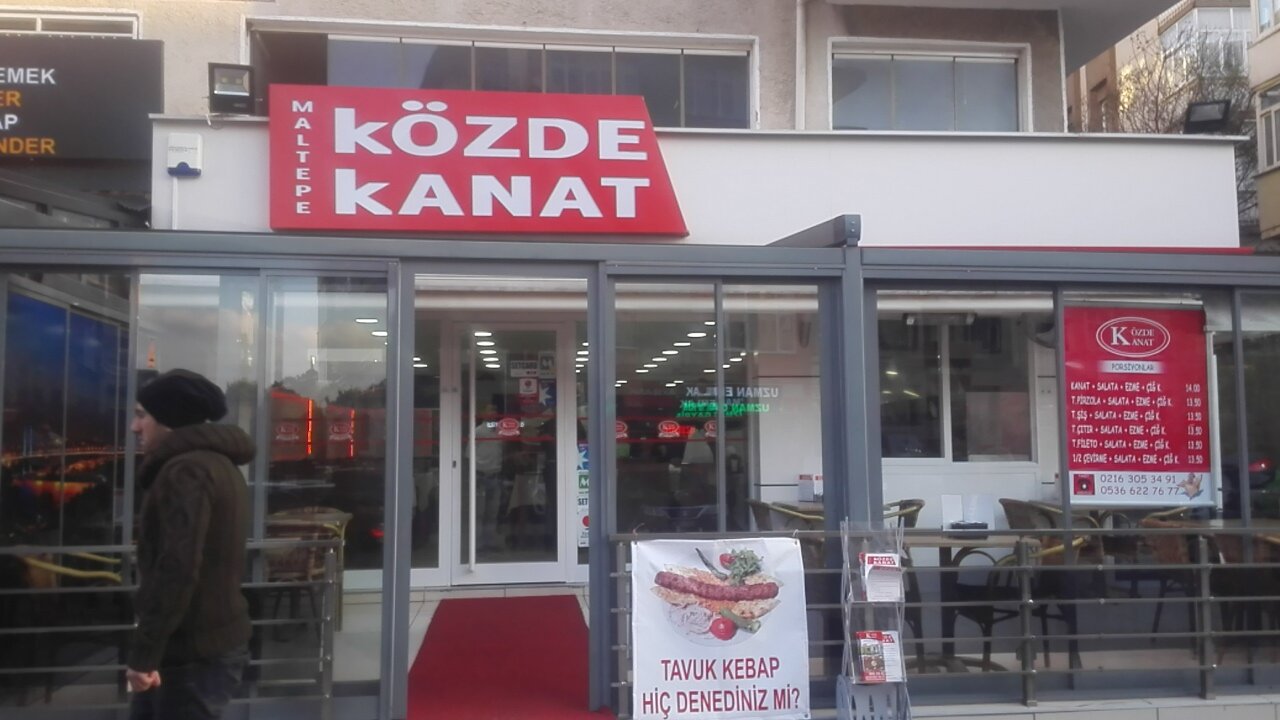 EMEK
ER
AP
NDER
MALTEPE
KÖZDE
KANAT
UZMAN EMLAK
KÖZDE
KANAT
PORSİYONLAR
KANAT + SALATA + EZME + ÇİĞ K. 14.00
T.PİRZOLA + SALATA + EZME + ÇİĞ K. 13.50
T.ŞİŞ + SALATA + EZME + ÇİĞ K. 13.50
T.ÇITIR + SALATA + EZME + ÇİĞ K. 13.50
T.FİLETO + SALATA + EZME + ÇİĞ K. 13.50
1/2 ÇEVİRME + SALATA + EZME + ÇİĞ K. 13.50
0216 305 34 91
0536 622 76 77
TAVUK KEBAP
HİÇ DENEDİNİZ Mİ?